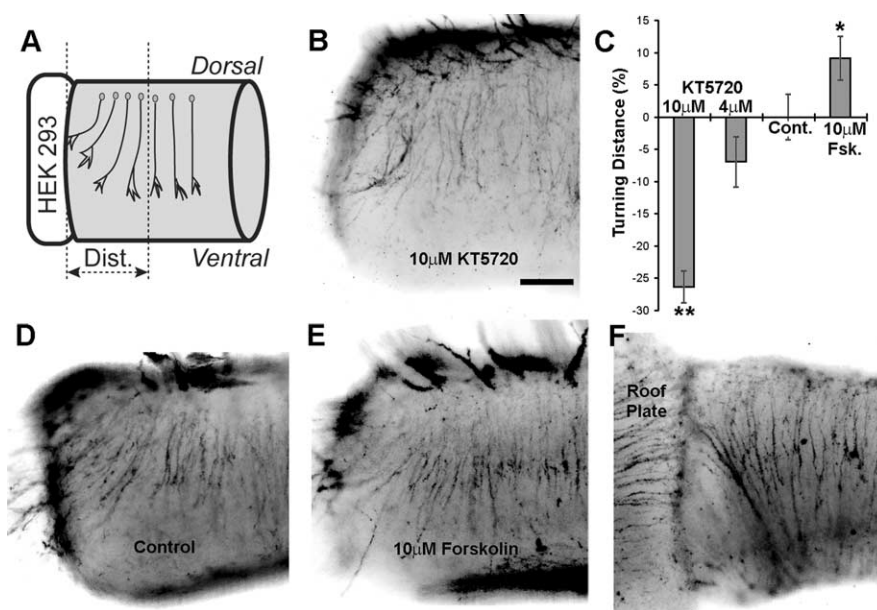 A
HEK 293
Dorsal
Ventral
Dist.
B
10μM KT5720
C
Turning Distance (%)
15
10
5
0
-5
-10
-15
-20
-25
-30
KT5720
10μM 4μM
Cont.
10μM
Fsk.
*
**
D
Control
E
10μM Forskolin
F
Roof
Plate